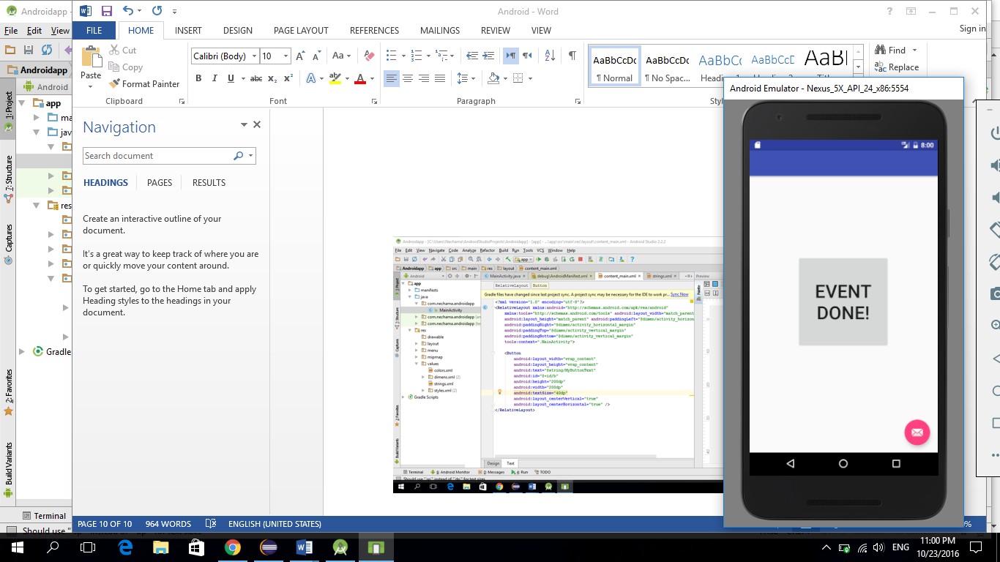 Androidapp -
Android - Word
File Edit View
FILE HOME INSERT DESIGN PAGE LAYOUT REFERENCES MAILINGS REVIEW VIEW
Sign in
Paste
Cut
Copy
Format Painter
Clipboard
Calibri (Body) 10
Font
Paragraph
AaBbCcDc AaBbCcDc AaBbCc AaBbCcD AaB
¶ Normal ¶ No Spac...
Find
Replace
Androidapp
Android
app
ma
jav
res
Gradle
1: Project
7: Structure
Captures
2: Favorites
Build Variants
Terminal
Navigation
Search document
HEADINGS PAGES RESULTS
Create an interactive outline of your
document.
It's a great way to keep track of where you are
or quickly move your content around.
To get started, go to the Home tab and apply
Heading styles to the headings in your
document.
Androidapp - [C:\Users\Nechama\AndroidStudioProjects\Androidapp] - [app] - ...\app\src\main\res\layout\content_main.xml - Android Studio 2.2.2
File Edit View Navigate Code Analyze Refactor Build Run Tools VCS Window Help
app
Androidapp app src main res layout content_main.xml
Android
MainActivity.java debug\AndroidManifest.xml content_main.xml strings.xml
Preview
app
manifests
java
com.nechama.androidapp
MainActivity
com.nechama.androidapp
com.nechama.androidapp
res
drawable
layout
menu
mipmap
values
colors.xml
dimens.xml (2)
strings.xml
styles.xml (2)
Gradle Scripts
RelativeLayout Button
Gradle files have changed since last project sync. A project sync may be necessary for the IDE to work pr... Sync Now
<?xml version="1.0" encoding="utf-8"?>
<RelativeLayout xmlns:android="http://schemas.android.com/apk/res/android"
xmlns:tools="http://schemas.android.com/tools" android:layout_width="match_parent
android:layout_height="match_parent" android:paddingLeft="@dimen/activity_horizon
android:paddingRight="@dimen/activity_horizontal_margin"
android:paddingTop="@dimen/activity_vertical_margin"
android:paddingBottom="@dimen/activity_vertical_margin"
tools:context=".MainActivity">
<Button
android:layout_width="wrap_content"
android:layout_height="wrap_content"
android:text="@string/MyButtonText"
android:id="@+id/b"
android:height="200dp"
android:width="200dp"
android:textSize="40dp"
android:layout_centerVertical="true"
android:layout_centerHorizontal="true" />
</RelativeLayout>
Design Text
Terminal 6: Android Monitor 0: Messages 4: Run TODO
Should use "sp" instead of "dp" for text sizes
Android Emulator - Nexus_5X_API_24_x86:5554
8:00
EVENT
DONE!
PAGE 10 OF 10 964 WORDS ENGLISH (UNITED STATES)
Should use "
ENG
11:00 PM
10/23/2016